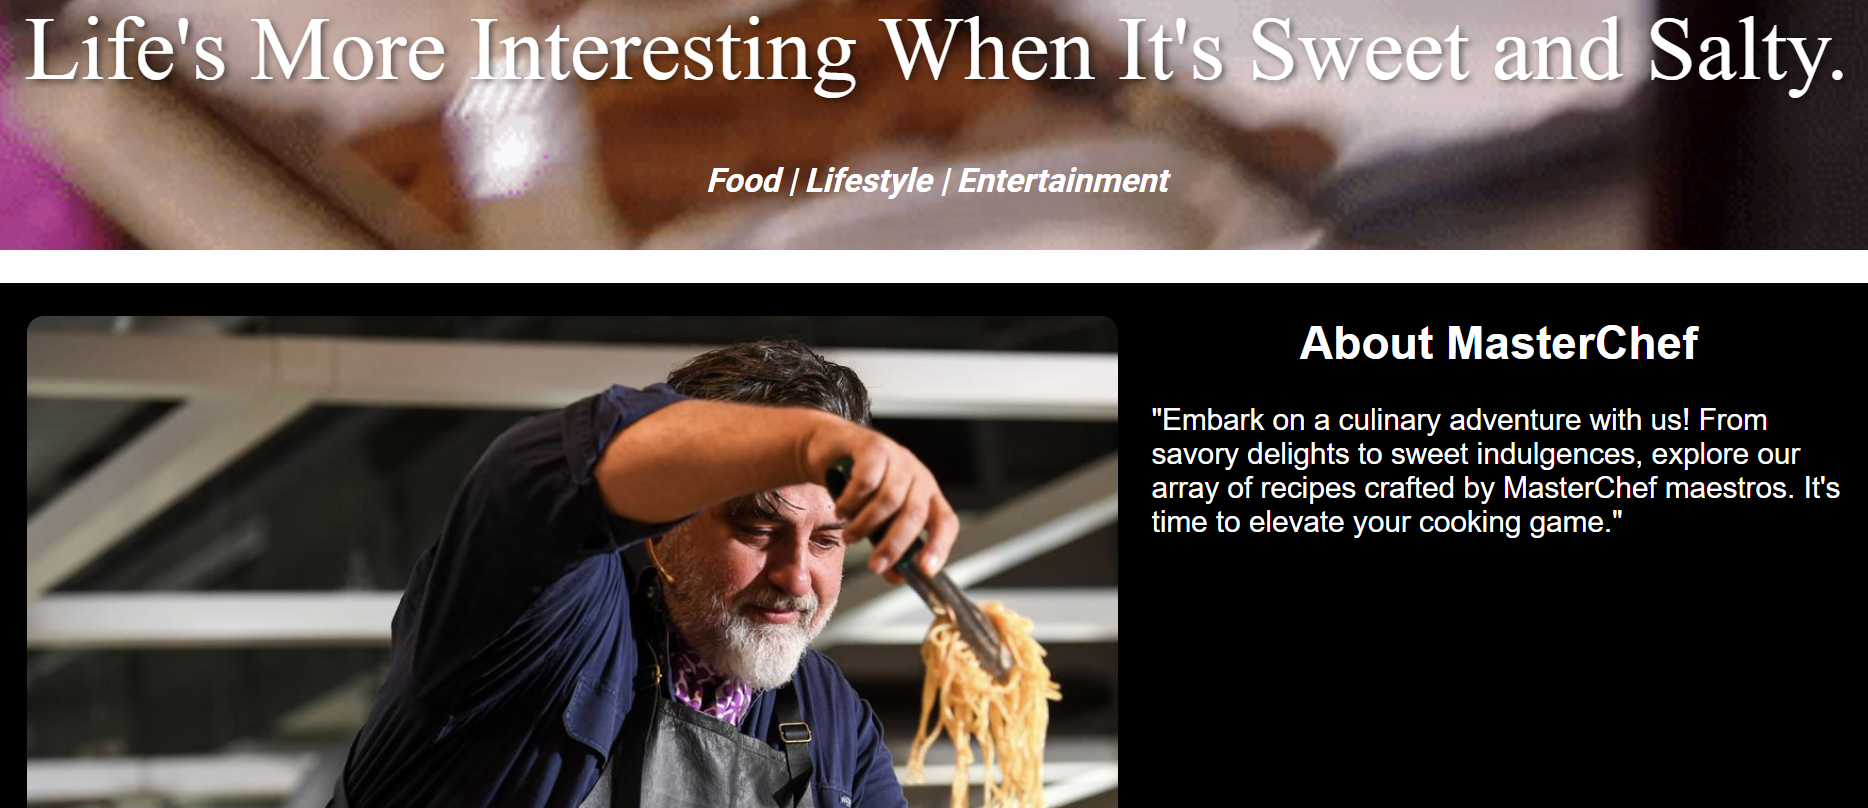 Life's More Interesting When It's Sweet and Salty.
Food | Lifestyle | Entertainment
About MasterChef
"Embark on a culinary adventure with us! From
savory delights to sweet indulgences, explore our
array of recipes crafted by MasterChef maestros. It's
time to elevate your cooking game."